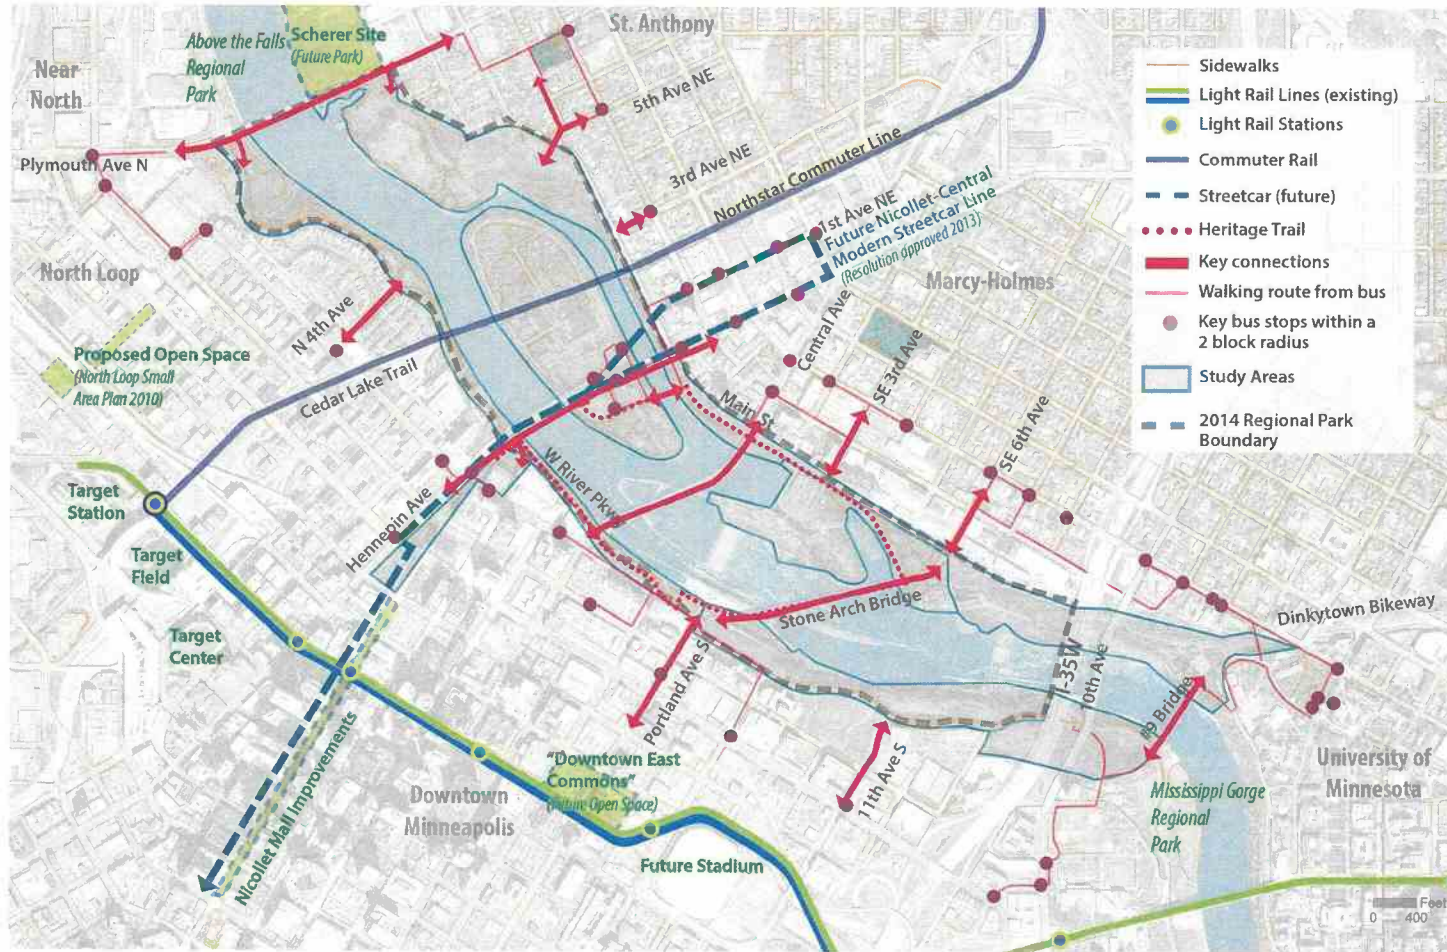 St. Anthony
Scherer Site
(Future Park)
Above the Falls
Regional
Park
Near
North
5th Ave NE
3rd Ave NE
Plymouth Ave N
Northstar Commuter Line
1st Ave NE
Future Nicollet-Central
Modern Streetcar Line
(Resolution approved 2013)
North Loop
Marcy-Holmes
N 4th Ave
Central Ave
SE 3rd Ave
Proposed Open Space
(North Loop Small
Area Plan 2010)
Cedar Lake Trail
Main St
SE 6th Ave
W River Pkwy
Hennepin Ave
Target
Station
Target
Field
Target
Center
Stone Arch Bridge
Dinkytown Bikeway
Portland Ave S
I-35W
10th Ave
#9 Bridge
11th Ave S
Nicollet Mall Improvements
"Downtown East
Commons"
(Future Open Space)
Downtown
Minneapolis
Future Stadium
Mississippi Gorge
Regional
Park
University of
Minnesota
Sidewalks
Light Rail Lines (existing)
Light Rail Stations
Commuter Rail
Streetcar (future)
Heritage Trail
Key connections
Walking route from bus
Key bus stops within a
2 block radius
Study Areas
2014 Regional Park
Boundary
Feet
0 400